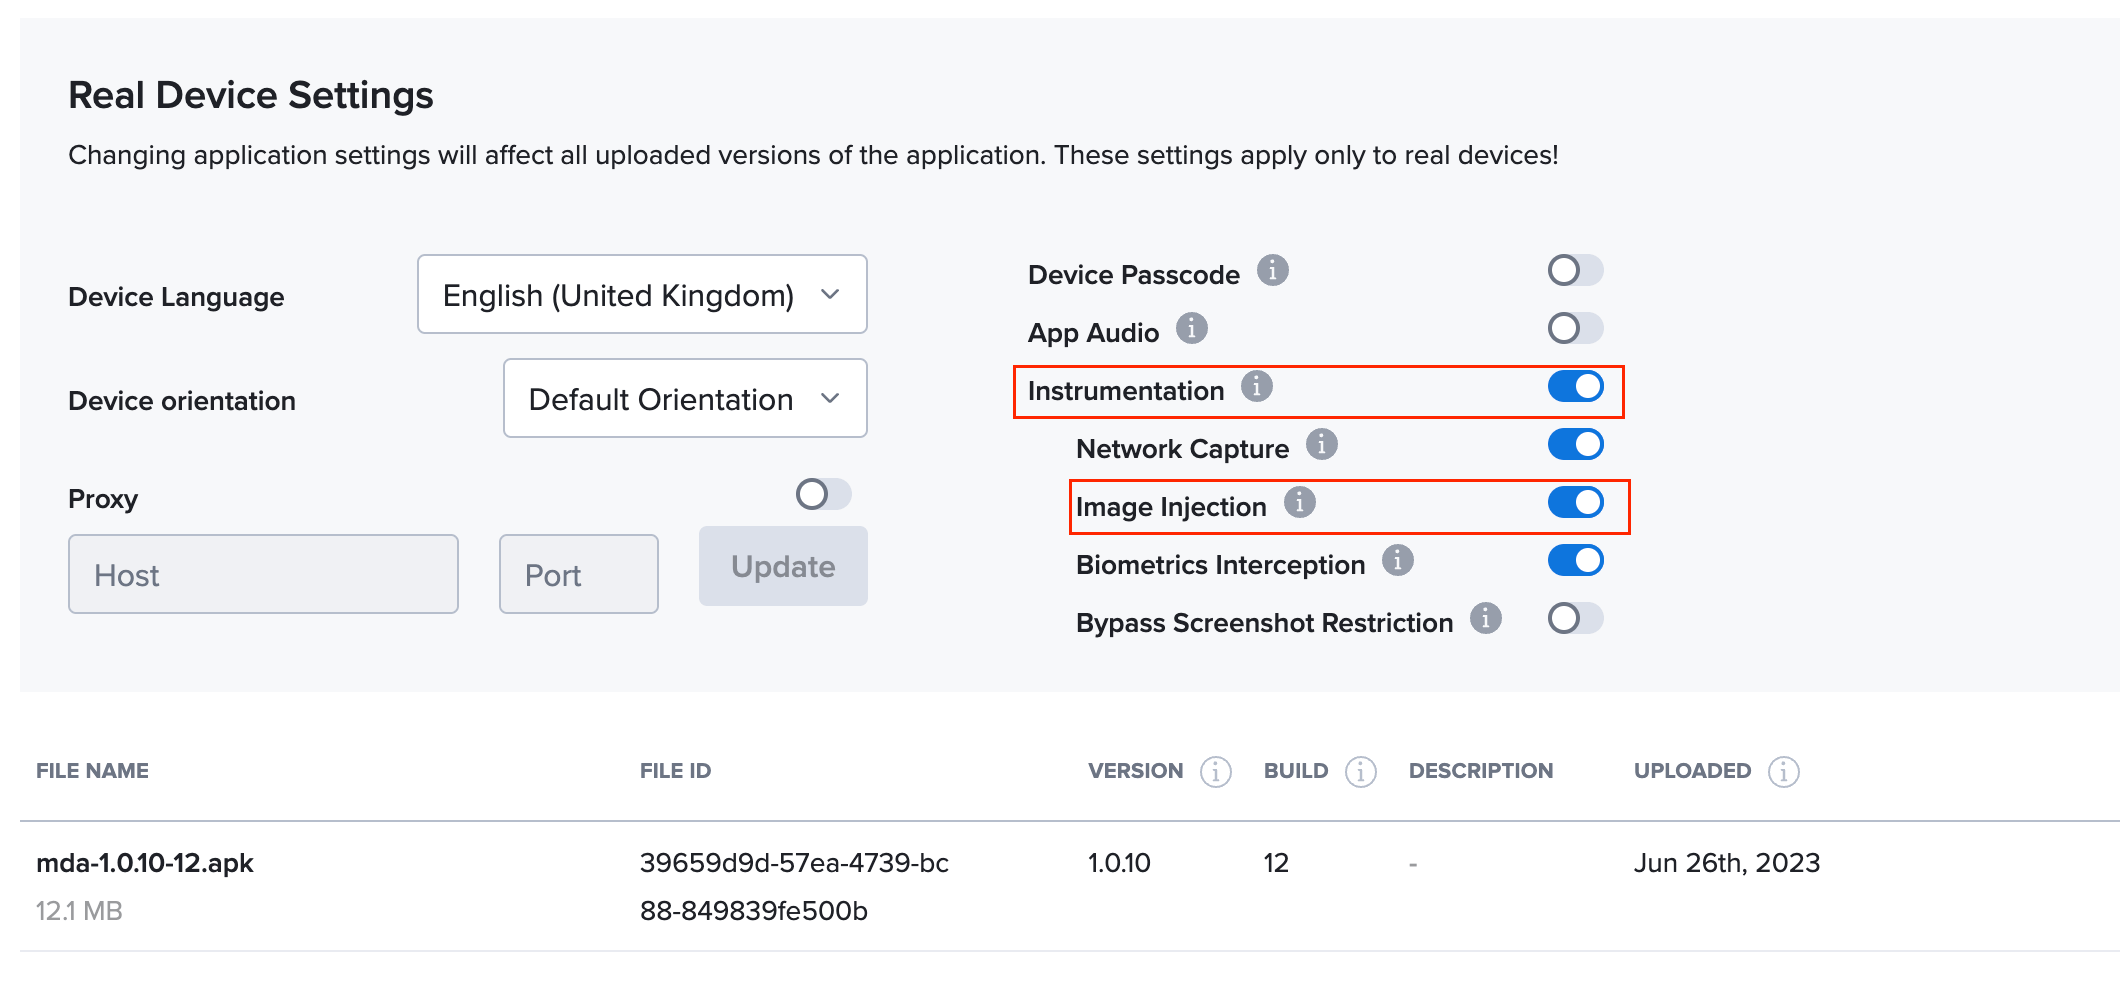 Real Device Settings
Changing application settings will affect all uploaded versions of the application. These settings apply only to real devices!
Device Language
English (United Kingdom)
Device orientation
Default Orientation
Proxy
Host
Port
Update
Device Passcode
App Audio
Instrumentation
Network Capture
Image Injection
Biometrics Interception
Bypass Screenshot Restriction
FILE NAME FILE ID VERSION BUILD DESCRIPTION UPLOADED
mda-1.0.10-12.apk 39659d9d-57ea-4739-bc 1.0.10 12 - Jun 26th, 2023
12.1 MB 88-849839fe500b